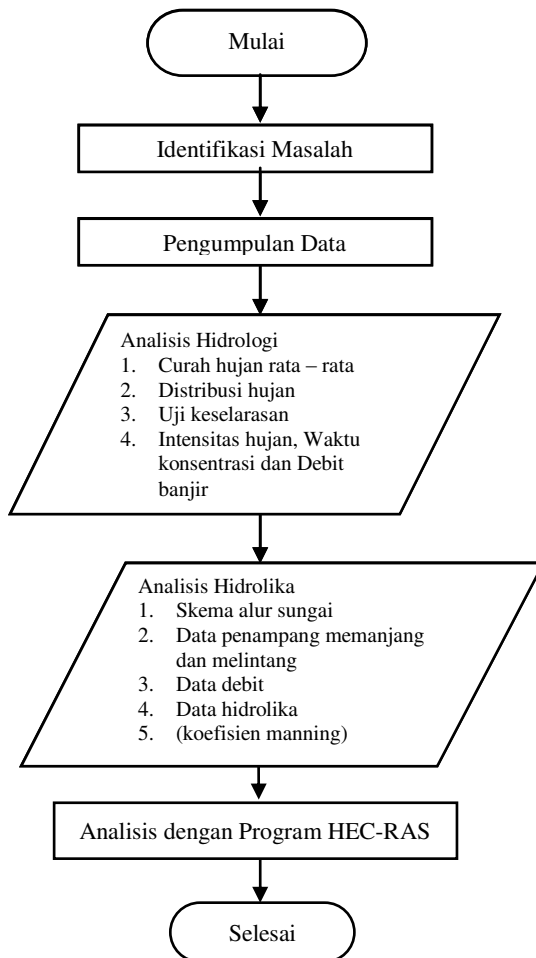 Mulai
Identifikasi Masalah
Pengumpulan Data
Analisis Hidrologi
1. Curah hujan rata – rata
2. Distribusi hujan
3. Uji keselarasan
4. Intensitas hujan, Waktu
konsentrasi dan Debit
banjir
Analisis Hidrolika
1. Skema alur sungai
2. Data penampang memanjang
dan melintang
3. Data debit
4. Data hidrolika
5. (koefisien manning)
Analisis dengan Program HEC-RAS
Selesai